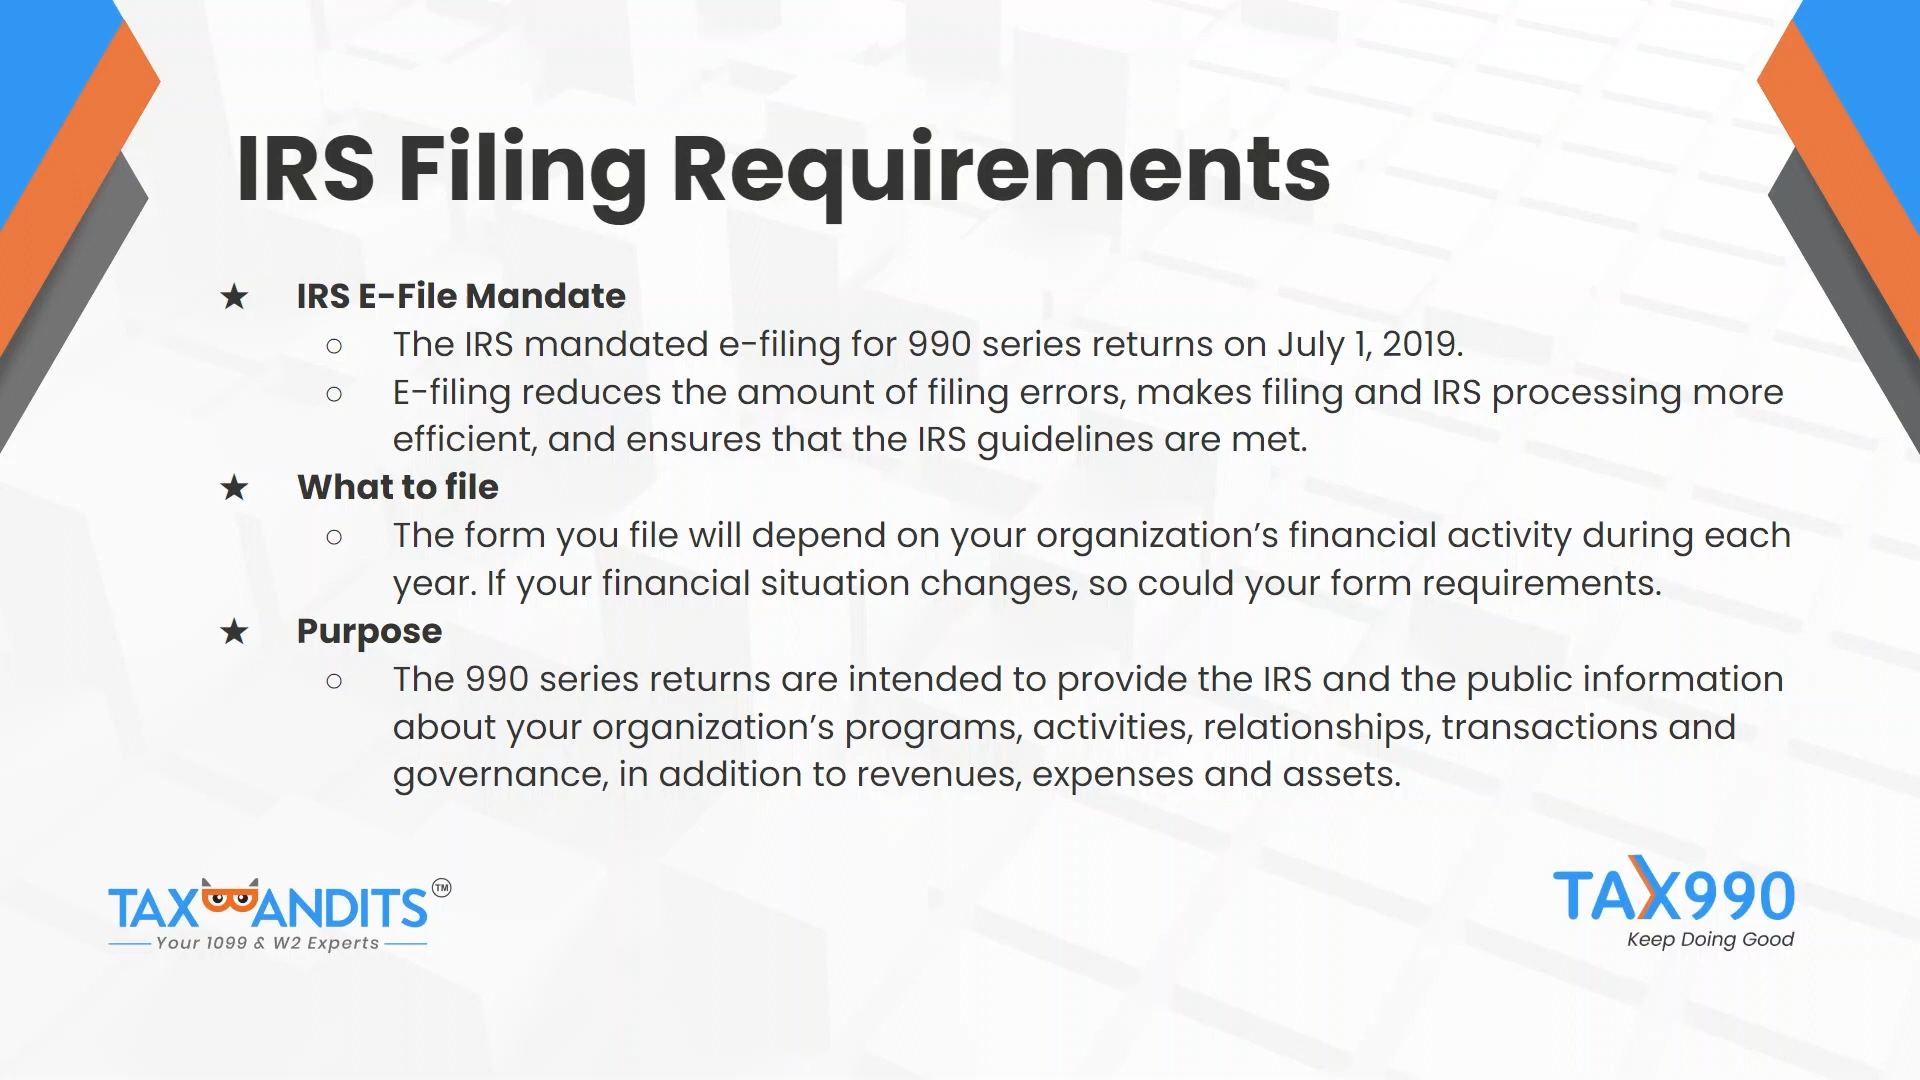 IRS Filing Requirements
★ IRS E-File Mandate
○ The IRS mandated e-filing for 990 series returns on July 1, 2019.
○ E-filing reduces the amount of filing errors, makes filing and IRS processing more
efficient, and ensures that the IRS guidelines are met.
★ What to file
○ The form you file will depend on your organization’s financial activity during each
year. If your financial situation changes, so could your form requirements.
★ Purpose
○ The 990 series returns are intended to provide the IRS and the public information
about your organization’s programs, activities, relationships, transactions and
governance, in addition to revenues, expenses and assets.
TAXBANDITS TM
Your 1099 & W2 Experts
TAX990
Keep Doing Good